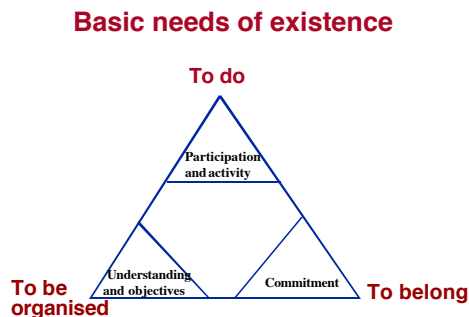 Basic needs of existence
To do
Participation
and activity
To be
organised
Understanding
and objectives
Commitment
To belong